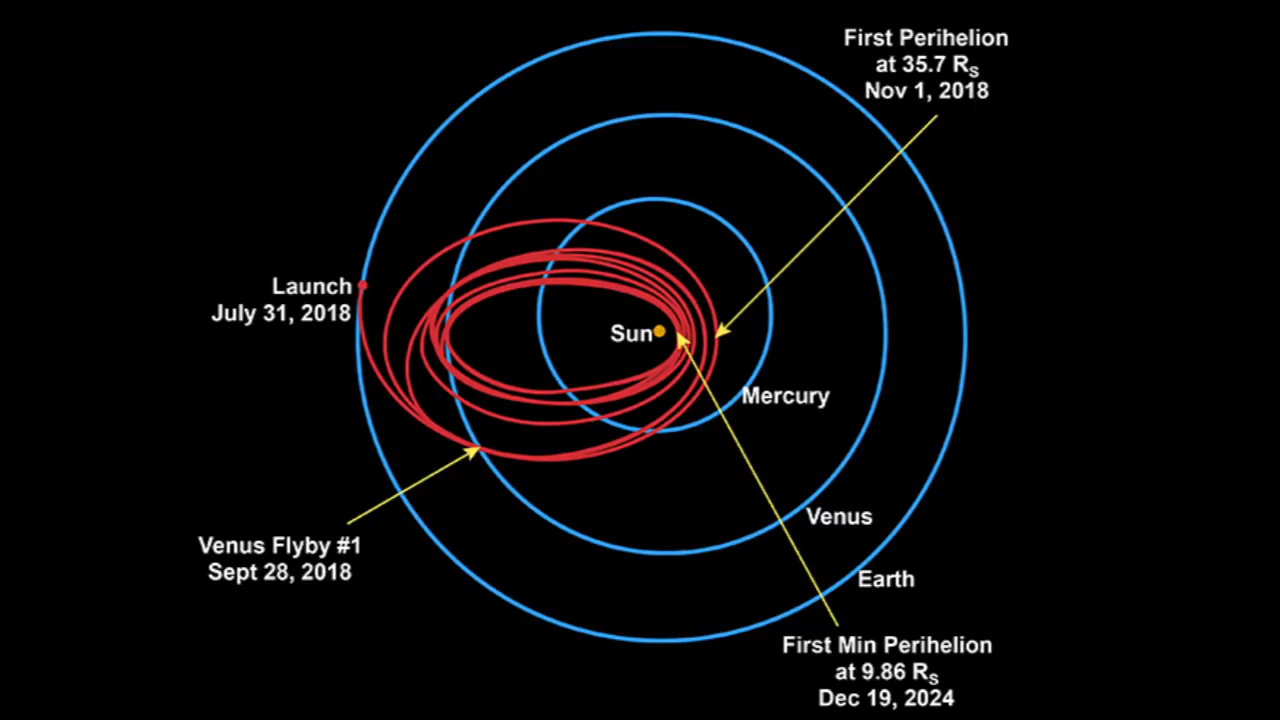 First Perihelion
at 35.7 RS
Nov 1, 2018
Launch
July 31, 2018
Sun
Mercury
Venus
Venus Flyby #1
Sept 28, 2018
Earth
First Min Perihelion
at 9.86 RS
Dec 19, 2024